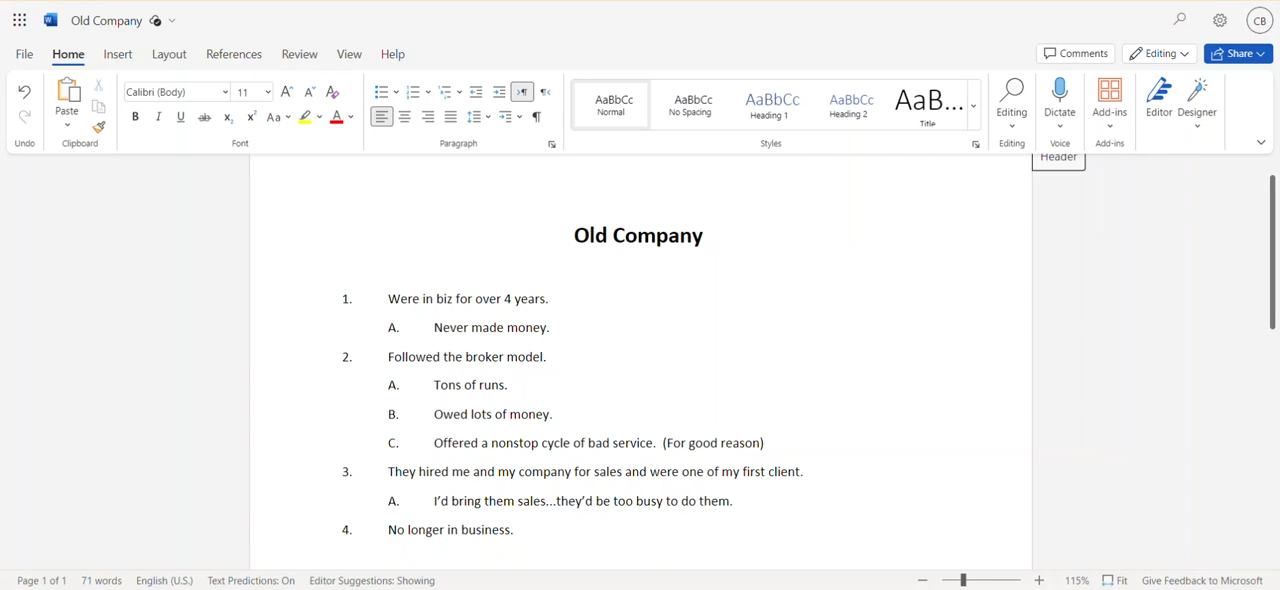 Old Company
CB
File Home Insert Layout References Review View Help
Comments Editing Share
Calibri (Body) 11
AaBbCc AaBbCc AaBbCc AaBbCc AaB...
Normal No Spacing Heading 1 Heading 2 Title
Paste
B I U ab x₂ x² Aa A
Editing Dictate Add-ins Editor Designer
Undo Clipboard Font Paragraph Styles Editing Voice Add-ins
Header
Old Company
1. Were in biz for over 4 years.
A. Never made money.
2. Followed the broker model.
A. Tons of runs.
B. Owed lots of money.
C. Offered a nonstop cycle of bad service. (For good reason)
3. They hired me and my company for sales and were one of my first client.
A. I'd bring them sales...they'd be too busy to do them.
4. No longer in business.
Page 1 of 1 71 words English (U.S.) Text Predictions: On Editor Suggestions: Showing 115% Fit Give Feedback to Microsoft